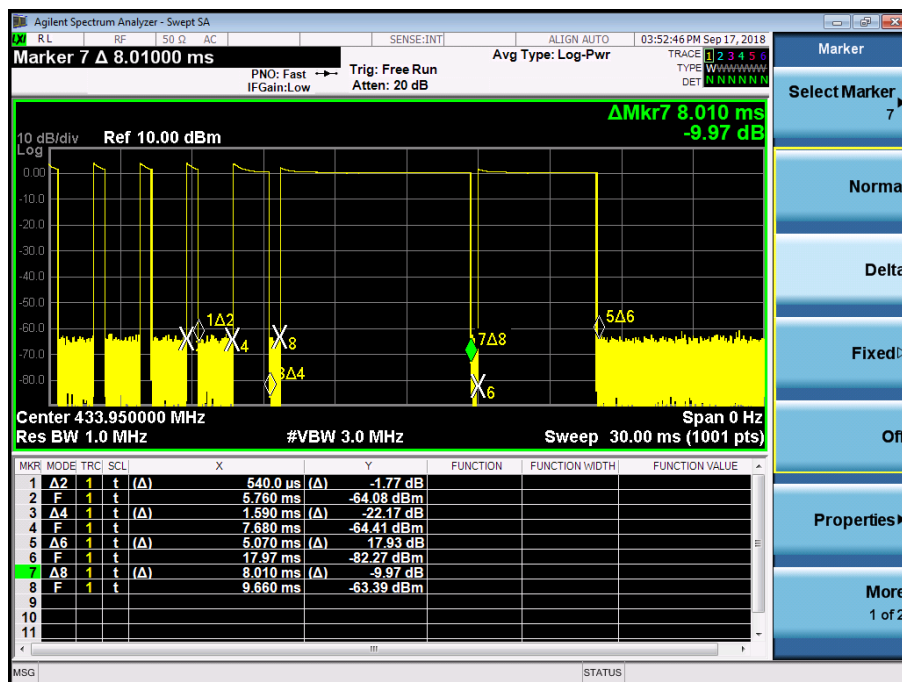 Agilent Spectrum Analyzer - Swept SA
LXI RL RF 50 Ω AC SENSE:INT ALIGN AUTO 03:52:46 PM Sep 17, 2018
Marker 7 Δ 8.01000 ms
PNO: Fast
IFGain:Low
Trig: Free Run
Atten: 20 dB
Avg Type: Log-Pwr
TRACE 1 2 3 4 5 6
TYPE WWWWWW
DET N N N N N N
ΔMkr7 8.010 ms
-9.97 dB
10 dB/div Ref 10.00 dBm
Log
0.00
-10.0
-20.0
-30.0
-40.0
-50.0
-60.0
-70.0
-80.0
1Δ2
4
3Δ4
8
7Δ8
6
5Δ6
Center 433.950000 MHz Span 0 Hz
Res BW 1.0 MHz #VBW 3.0 MHz Sweep 30.00 ms (1001 pts)
MKR MODE TRC SCL X Y FUNCTION FUNCTION WIDTH FUNCTION VALUE
1 Δ2 1 t (Δ) 540.0 µs (Δ) -1.77 dB
2 F 1 t 5.760 ms -64.08 dBm
3 Δ4 1 t (Δ) 1.590 ms (Δ) -22.17 dB
4 F 1 t 7.680 ms -64.41 dBm
5 Δ6 1 t (Δ) 5.070 ms (Δ) 17.93 dB
6 F 1 t 17.97 ms -82.27 dBm
7 Δ8 1 t (Δ) 8.010 ms (Δ) -9.97 dB
8 F 1 t 9.660 ms -63.39 dBm
9
10
11
MSG STATUS
Marker
Select Marker
7
Norma
Delta
Fixed
Of
Properties
More
1 of 2